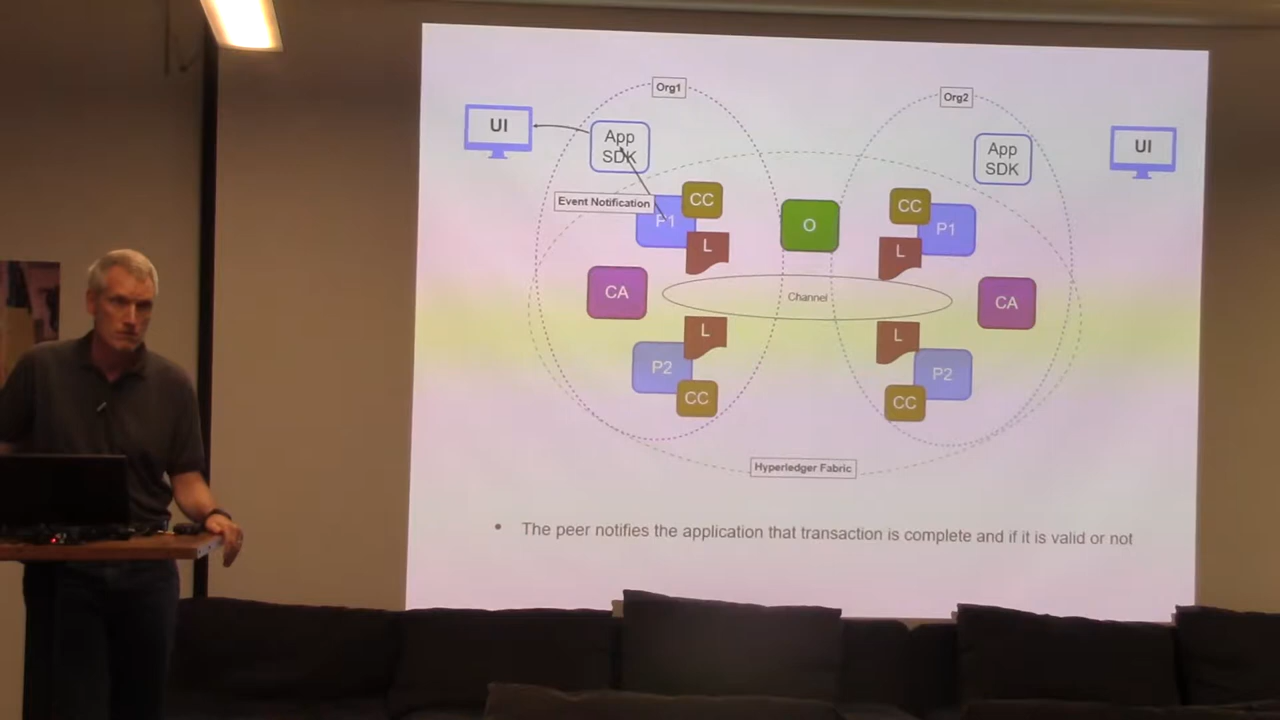 Org1
Org2
UI
App
SDK
App
SDK
UI
Event Notification
P1
CC
L
O
CC
P1
L
CA
Channel
CA
L
P2
CC
L
P2
CC
Hyperledger Fabric
• The peer notifies the application that transaction is complete and if it is valid or not